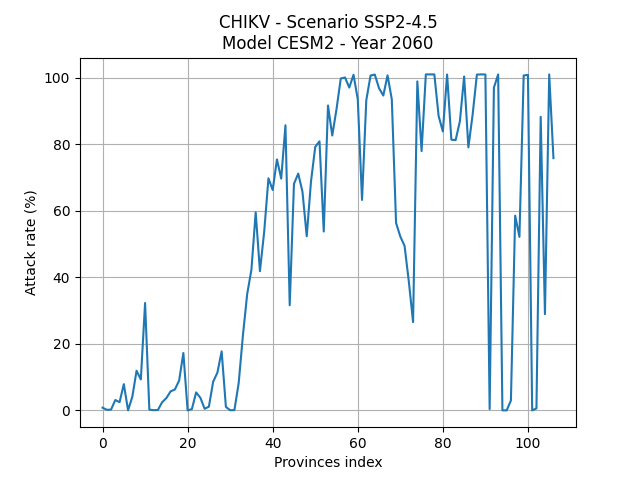 CHIKV - Scenario SSP2-4.5
Model CESM2 - Year 2060
Attack rate (%)
100
80
60
40
20
0
0 20 40 60 80 100
Provinces index